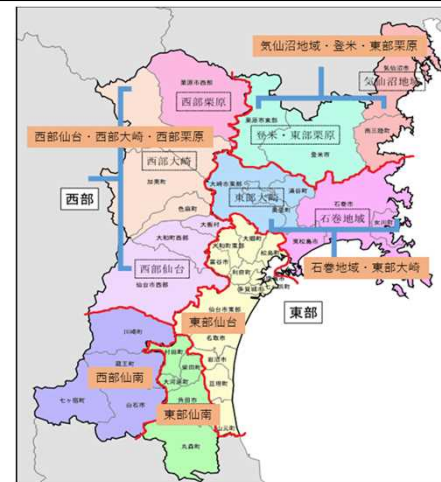 気仙沼地域・登米・東部栗原
気仙沼市
気仙沼地域
栗原市西部
西部栗原
栗原市東部
登米・東部栗原
南三陸町
登米市
西部仙台・西部大崎・西部栗原
西部大崎
加美町
色麻町
大崎市東部
東部大崎
涌谷町
美里町
石巻市
石巻地域
女川町
東松島市
石巻地域・東部大崎
西部
大衡村
大和町西部
西部仙台
仙台市西部
大和町東部
大郷町
松島町
富谷市
利府町
多賀城市
七ヶ浜町
東部
仙台市東部
東部仙台
名取市
岩沼市
亘理町
山元町
川崎町
蔵王町
西部仙南
七ヶ宿町
白石市
村田町
柴田町
大河原町
角田市
東部仙南
丸森町